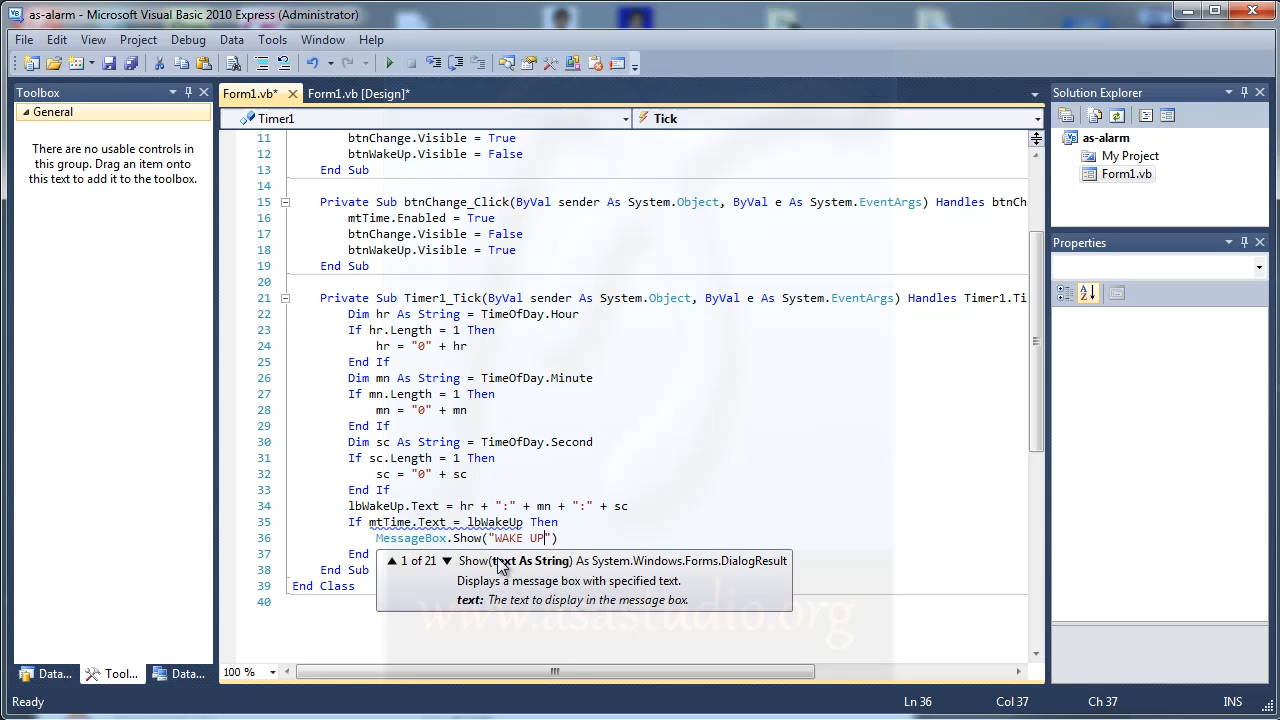 as-alarm - Microsoft Visual Basic 2010 Express (Administrator)
File Edit View Project Debug Data Tools Window Help
Toolbox
General
There are no usable controls in
this group. Drag an item onto
this text to add it to the toolbox.
Data...
Tool...
Data...
Form1.vb*
Form1.vb [Design]*
Timer1
Tick
11 btnChange.Visible = True
12 btnWakeUp.Visible = False
13 End Sub
14
15 Private Sub btnChange_Click(ByVal sender As System.Object, ByVal e As System.EventArgs) Handles btnCh
16 mtTime.Enabled = True
17 btnChange.Visible = False
18 btnWakeUp.Visible = True
19 End Sub
20
21 Private Sub Timer1_Tick(ByVal sender As System.Object, ByVal e As System.EventArgs) Handles Timer1.Ti
22 Dim hr As String = TimeOfDay.Hour
23 If hr.Length = 1 Then
24 hr = "0" + hr
25 End If
26 Dim mn As String = TimeOfDay.Minute
27 If mn.Length = 1 Then
28 mn = "0" + mn
29 End If
30 Dim sc As String = TimeOfDay.Second
31 If sc.Length = 1 Then
32 sc = "0" + sc
33 End If
34 lbWakeUp.Text = hr + ":" + mn + ":" + sc
35 If mtTime.Text = lbWakeUp Then
36 MessageBox.Show("WAKE UP")
37 End
38 End Sub
39 End Class
40
1 of 21 Show(text As String) As System.Windows.Forms.DialogResult
Displays a message box with specified text.
text: The text to display in the message box.
www.asastudio.org
100 %
Solution Explorer
as-alarm
My Project
Form1.vb
Properties
Ready
Ln 36
Col 37
Ch 37
INS